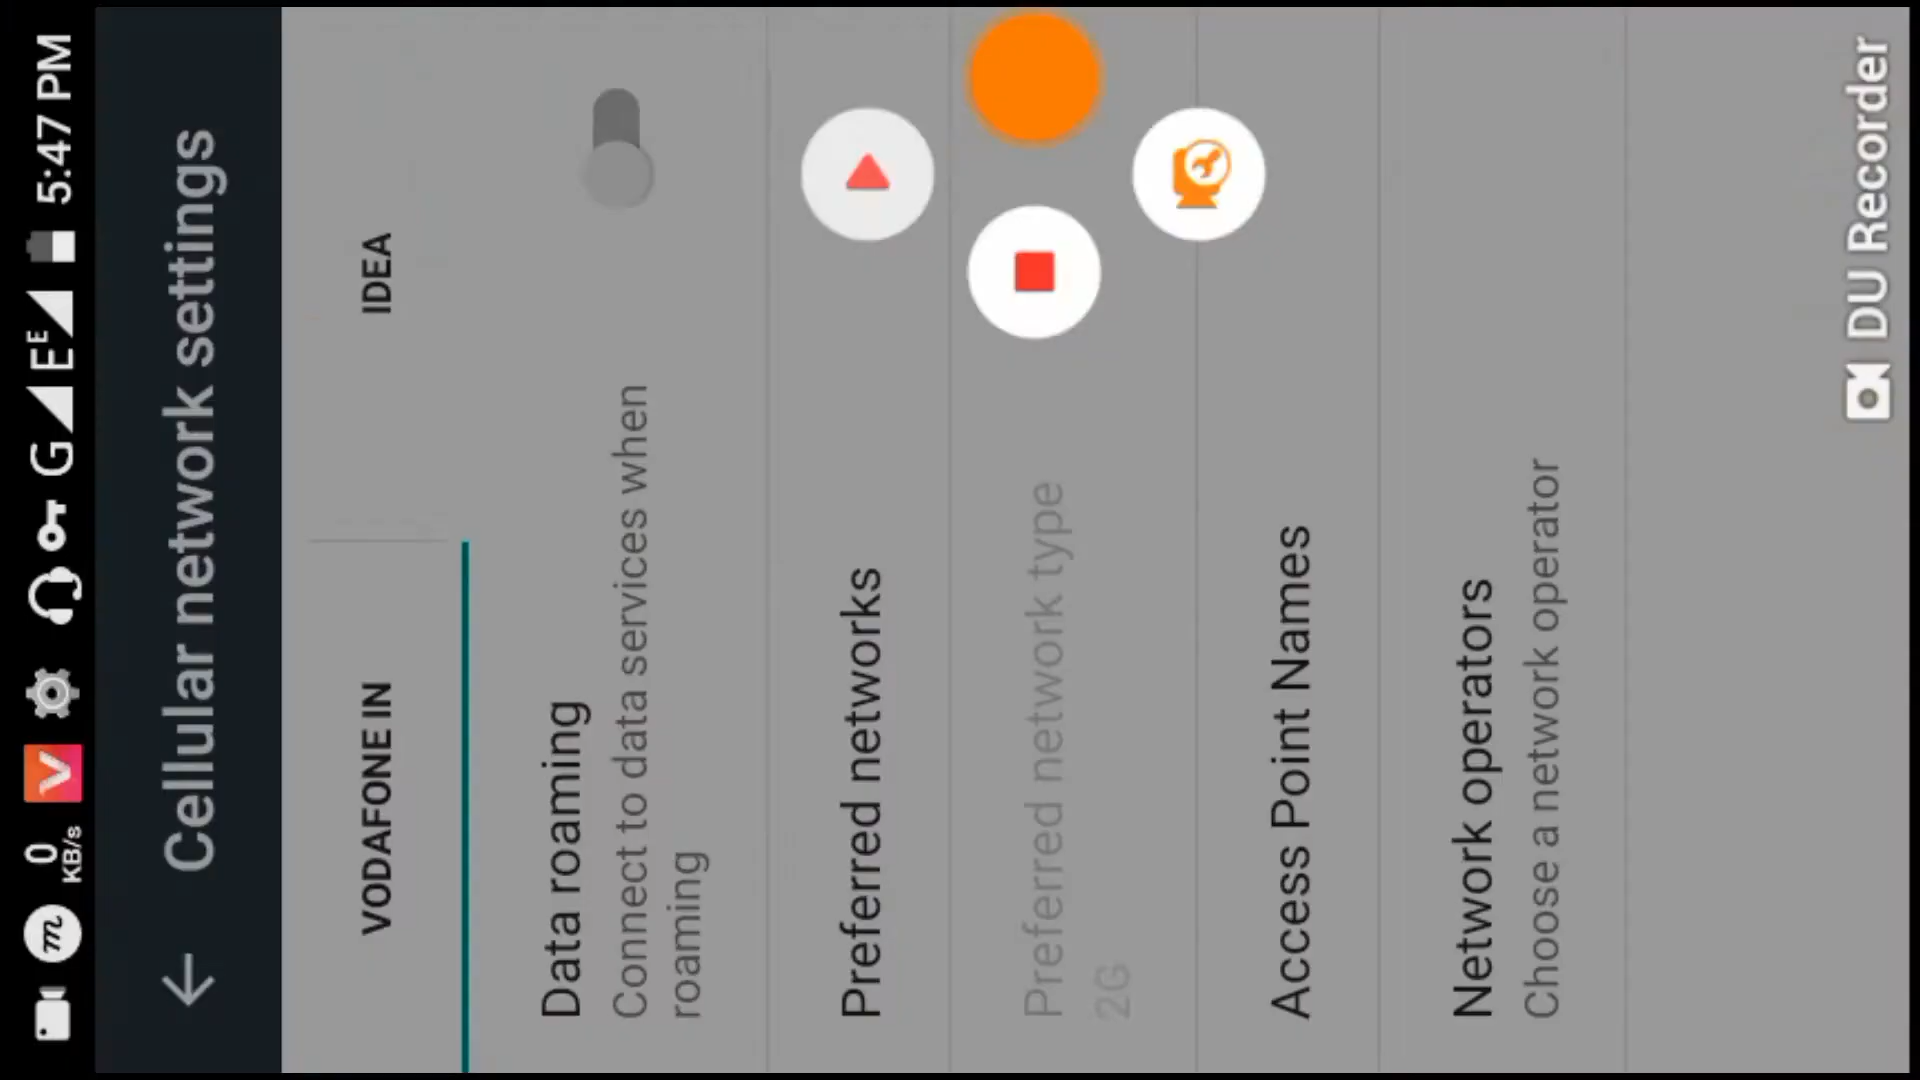 m 0 KB/s G E E 5:47 PM
Cellular network settings
VODAFONE IN IDEA
Data roaming
Connect to data services when
roaming
Preferred networks
Preferred network type
2G
Access Point Names
Network operators
Choose a network operator
DU Recorder